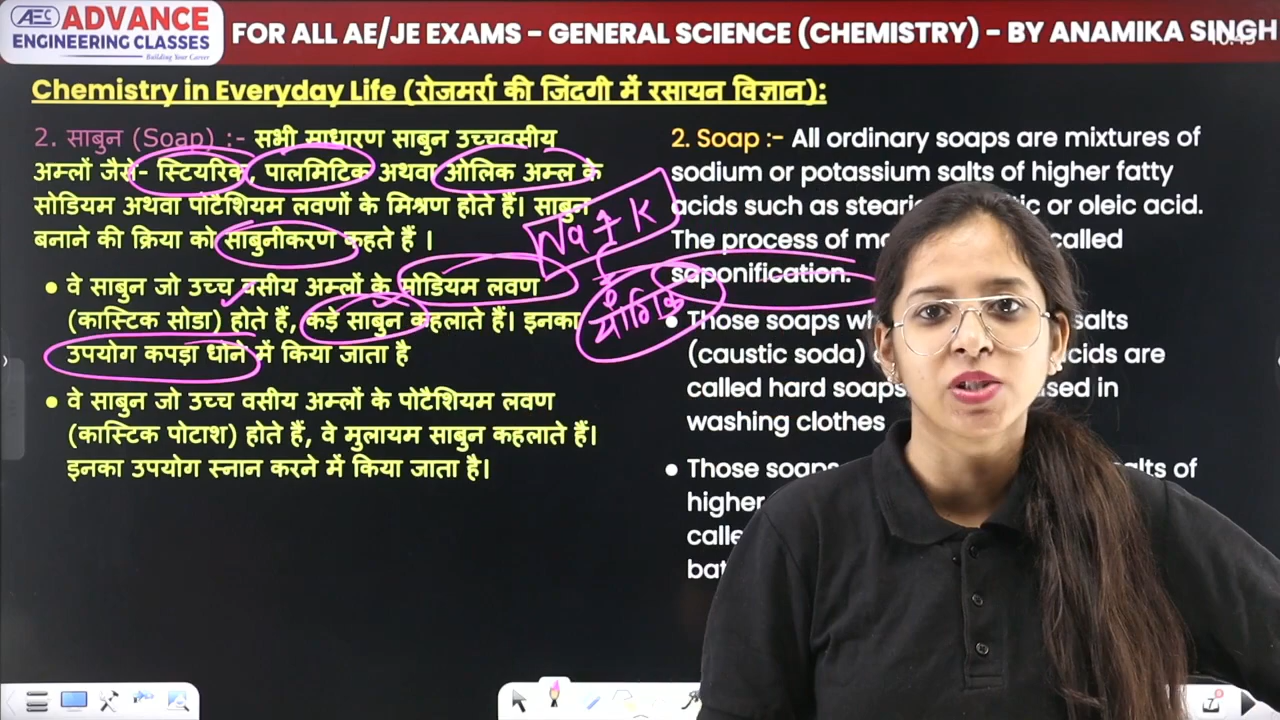 AEC ADVANCE
ENGINEERING CLASSES
Building Your Career
FOR ALL AE/JE EXAMS - GENERAL SCIENCE (CHEMISTRY) - BY ANAMIKA SINGH
Chemistry in Everyday Life (रोजमर्रा की जिंदगी में रसायन विज्ञान):
2. साबुन (Soap) :- सभी साधारण साबुन उच्चवसीय
अम्लों जैसे- स्टियरिक, पालमिटिक अथवा ओलिक अम्ल के
सोडियम अथवा पोटैशियम लवणों के मिश्रण होते हैं। साबुन
बनाने की क्रिया को साबुनीकरण कहते हैं ।
• वे साबुन जो उच्च वसीय अम्लों के सोडियम लवण
(कास्टिक सोडा) होते हैं, कड़े साबुन कहलाते हैं। इनका
उपयोग कपड़ा धोने में किया जाता है
• वे साबुन जो उच्च वसीय अम्लों के पोटैशियम लवण
(कास्टिक पोटाश) होते हैं, वे मुलायम साबुन कहलाते हैं।
इनका उपयोग स्नान करने में किया जाता है।
Na K
2. Soap :- All ordinary soaps are mixtures of
sodium or potassium salts of higher fatty
acids such as or oleic acid.
The process of called
saponification.
• Those soaps salts
(caustic soda) acids are
called hard soaps used in
washing clothes
• Those soaps salts of
higher